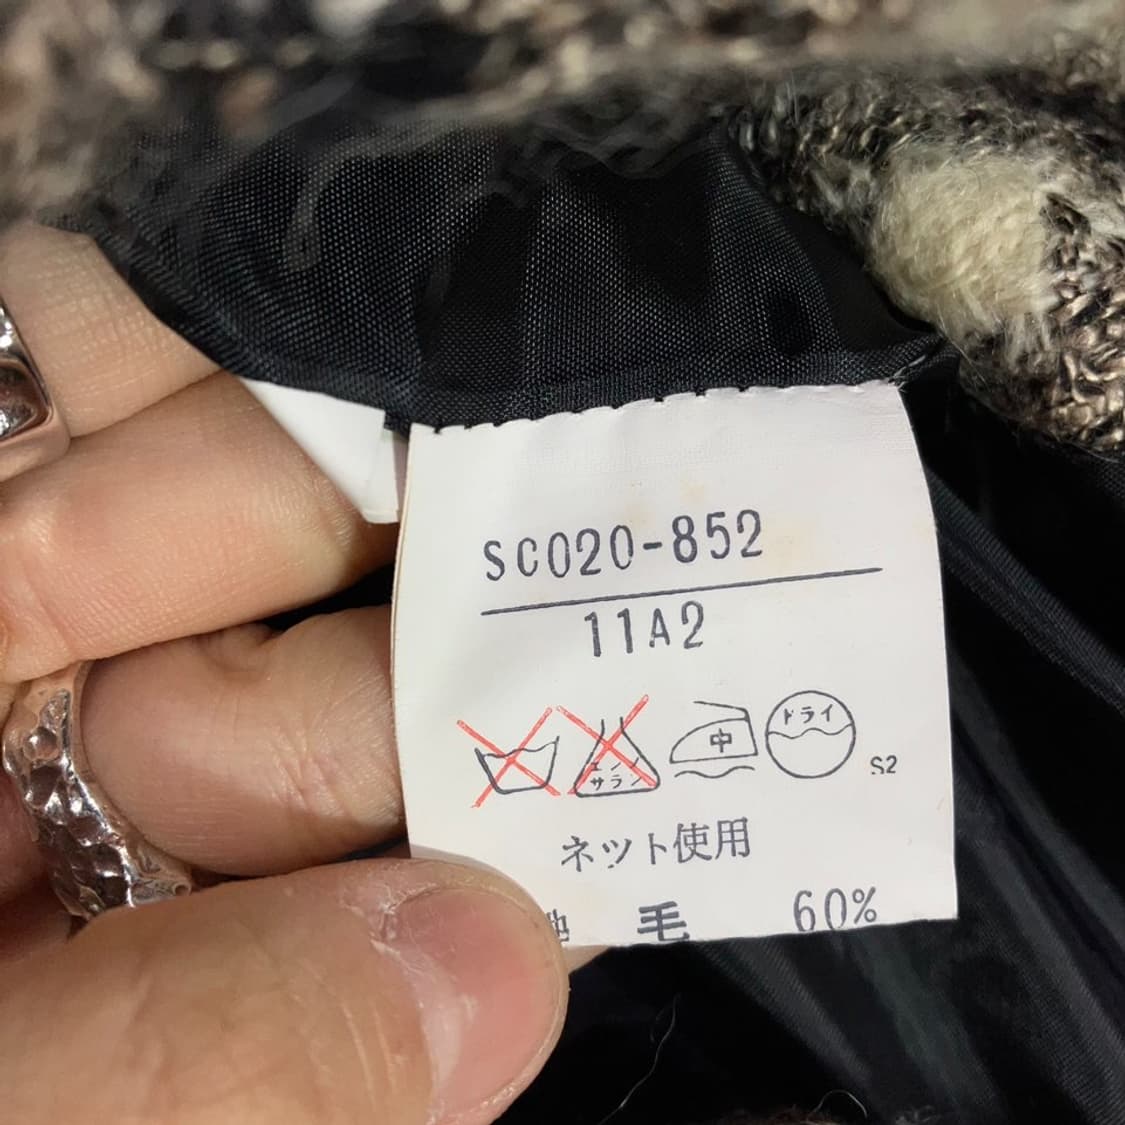 SC020-852
11A2
中
ドライ
エンソ
サラシ
S2
ネット使用
毛 60%